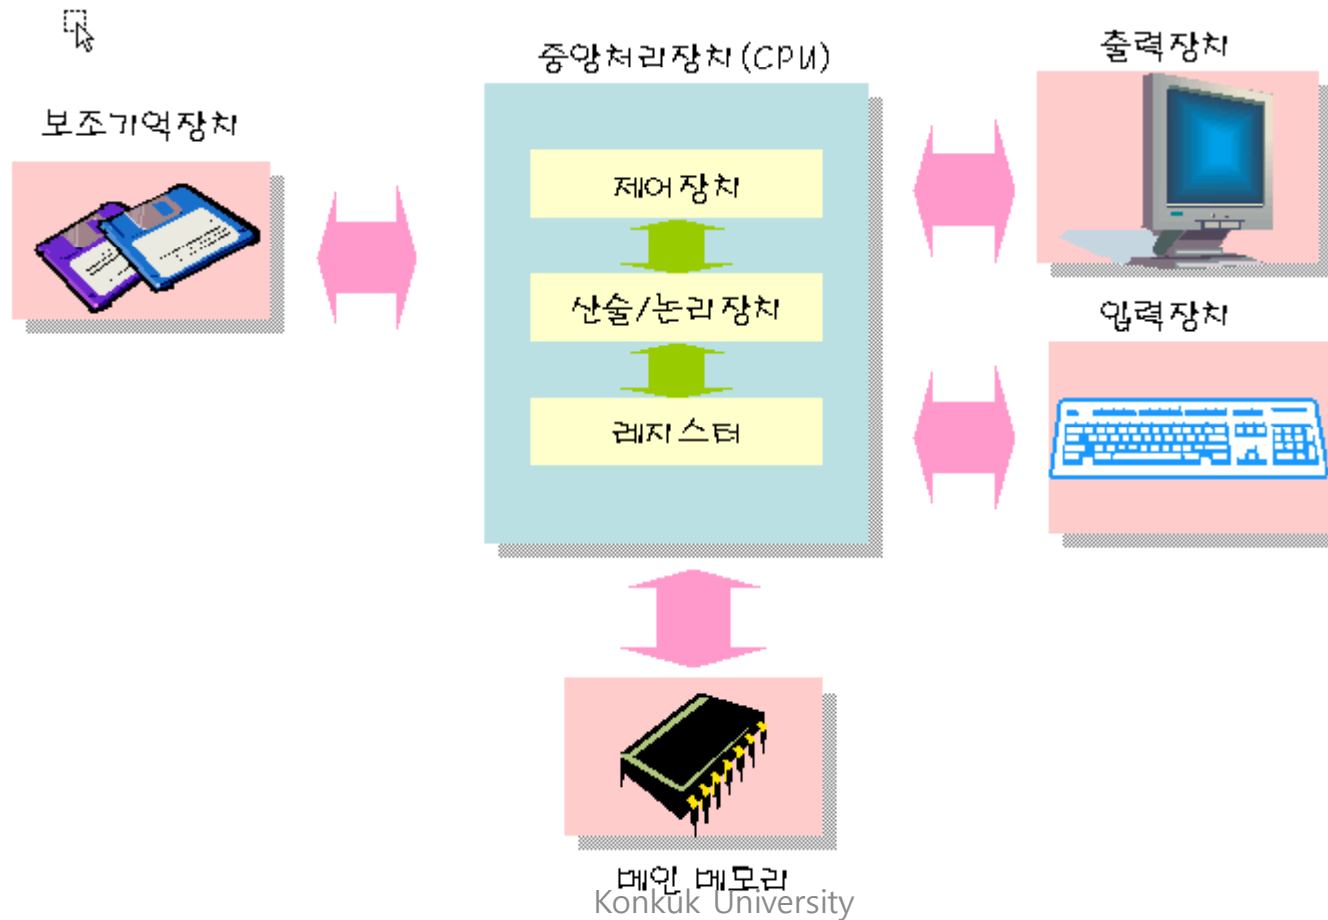 중앙처리장치(CPU)
출력장치
보조기억장치
제어장치
산술/논리장치
입력장치
레지스터
메인 메모리
Konkuk University